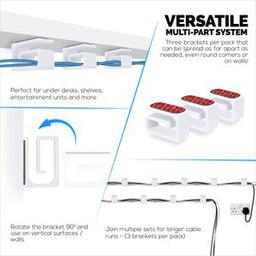 VERSATILE
MULTI-PART SYSTEM
Three brackets per pack that can
be spread as far apart as
needed, even round corners or
on walls!
Perfect for under desks, shelves,
entertainment units and more
Rotate the bracket 90º and
use on vertical surfaces /
walls
Join multiple sets for longer cable
runs - (3 brackets per pack)